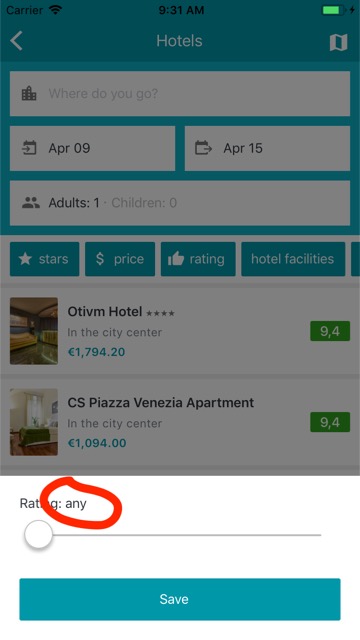 Carrier 9:31 AM
Hotels
Where do you go?
Apr 09 Apr 15
Adults: 1 · Children: 0
stars $ price rating hotel facilities
Otivm Hotel ★★★★
In the city center
€1,794.20
9,4
CS Piazza Venezia Apartment
In the city center
€1,094.00
9,4
Rating: any
Save